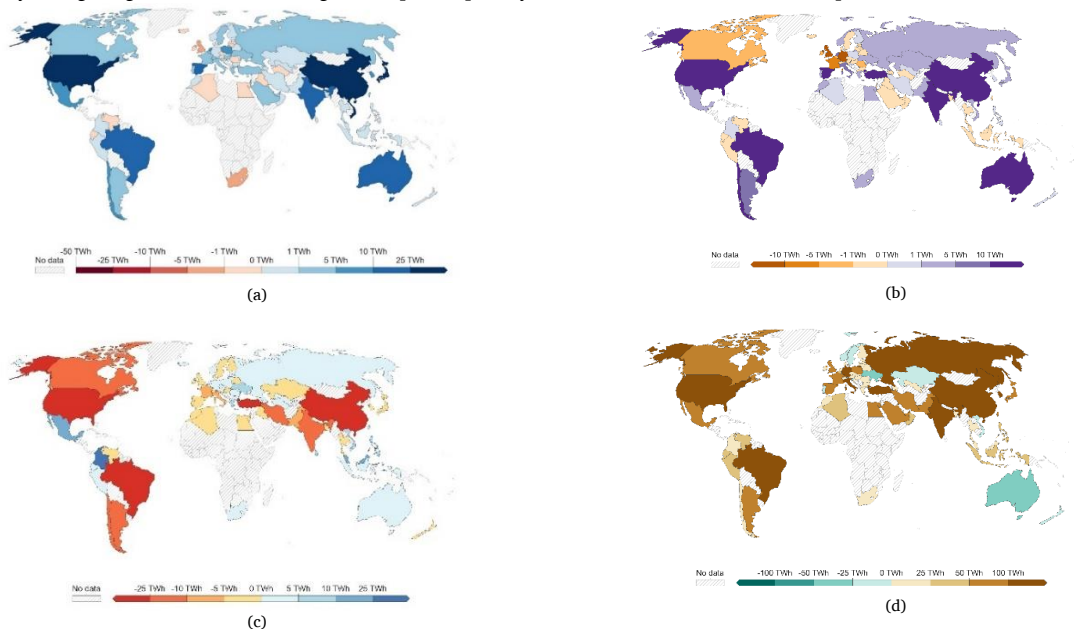 -50 TWh -10 TWh -1 TWh 1 TWh 10 TWh
No data -25 TWh -5 TWh 0 TWh 5 TWh 25 TWh
(a)
No data -10 TWh -5 TWh -1 TWh 0 TWh 1 TWh 5 TWh 10 TWh
(b)
No data -25 TWh -10 TWh -5 TWh 0 TWh 5 TWh 10 TWh 25 TWh
(c)
No data -100 TWh -50 TWh -25 TWh 0 TWh 25 TWh 50 TWh 100 TWh
(d)